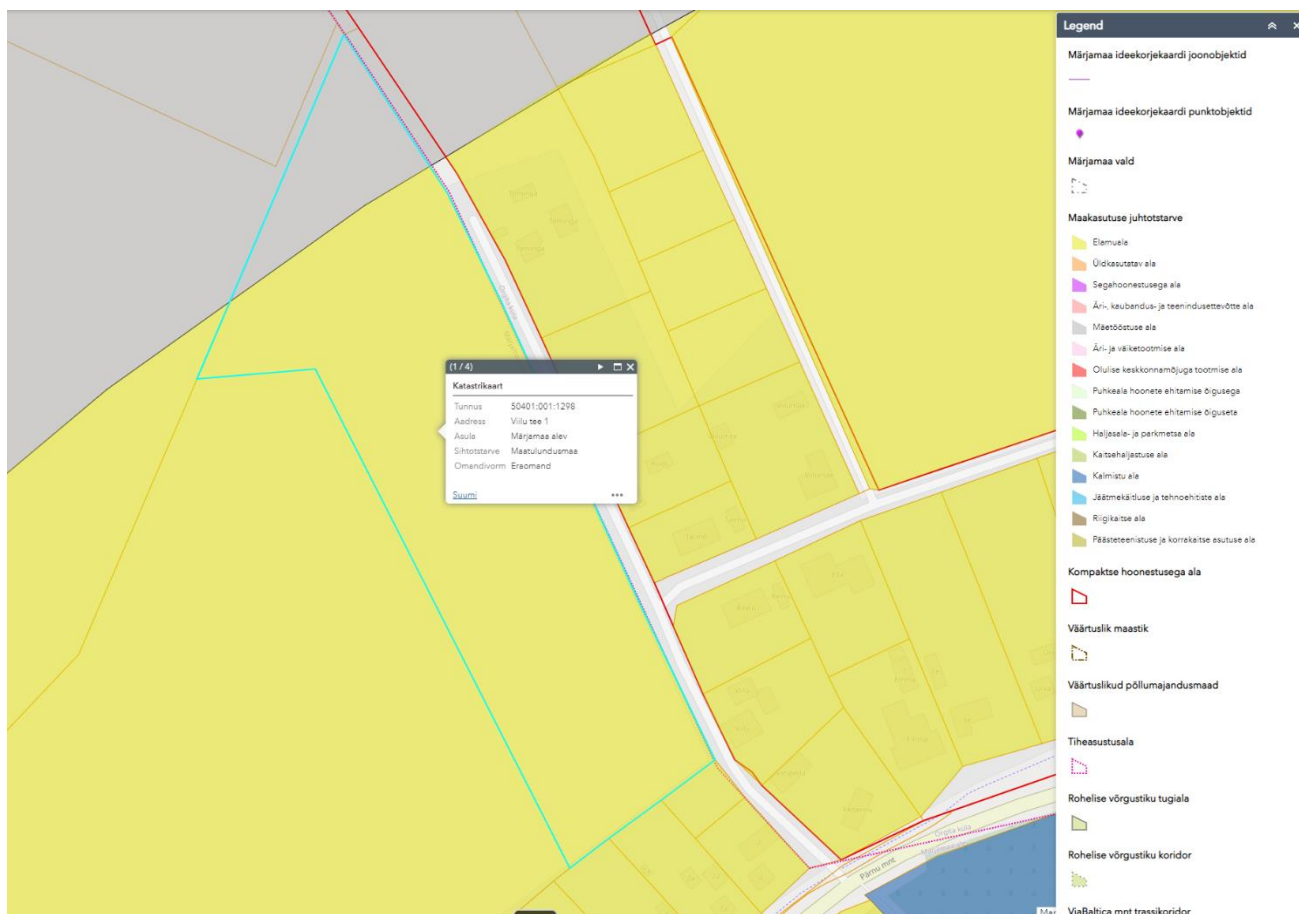 Legend
Märjamaa ideekorjekaardi joonobjektid
Märjamaa ideekorjekaardi punktobjektid
Märjamaa vald
Maakasutuse juhtotstarve
Elamuala
Üldkasutatav ala
Segahoonestusega ala
Äri-, kaubandus- ja teenindusettevõtte ala
Mäetööstuse ala
Äri- ja väiketootmise ala
Olulise keskkonnamõjuga tootmise ala
Puhkeala hoonete ehitamise õigusega
Puhkeala hoonete ehitamise õiguseta
Haljasala- ja parkmetsa ala
Kaitsehaljastuse ala
Kalmistu ala
Jäätmekäitluse ja tehnoehitiste ala
Riigikaitse ala
Päästeteenistuse ja korrakaitse asutuse ala
Kompaktse hoonestusega ala
Väärtuslik maastik
Väärtuslikud põllumajandusmaad
Tiheasustusala
Rohelise võrgustiku tugiala
Rohelise võrgustiku koridor
ViaBaltica mnt trassikoridor
(1 / 4)
Katastrikaart
Tunnus 50401:001:1298
Aadress Viilu tee 1
Asula Märjamaa alev
Sihtotstarve Maatulundusmaa
Omandivorm Eraomand
Suumi
Orgita küla
Orgita küla
Pärnu mnt